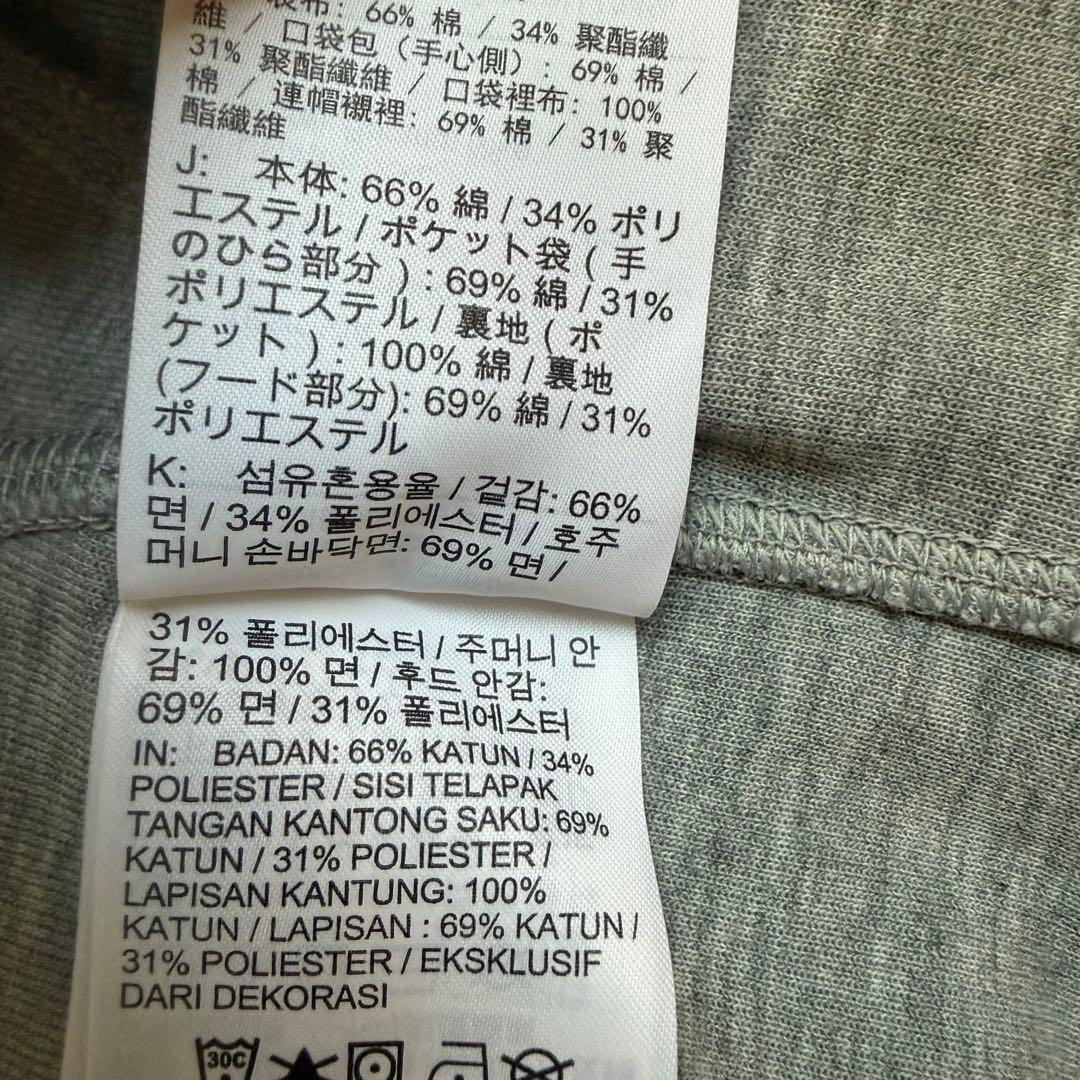 布: 66% 棉 / 34% 聚酯纖
維 / 口袋包（手心側）: 69% 棉 /
31% 聚酯纖維 / 口袋裡布: 100%
棉 / 連帽襯裡: 69% 棉 / 31% 聚
酯纖維
J: 本体: 66% 綿 / 34% ポリ
エステル / ポケット袋 ( 手
のひら部分 ) : 69% 綿 / 31%
ポリエステル / 裏地 ( ポ
ケット ) : 100% 綿 / 裏地
(フード部分): 69% 綿 / 31%
ポリエステル
K: 섬유혼용율 / 겉감: 66%
면 / 34% 폴리에스터 / 호주
머니 손바닥면: 69% 면 /
31% 폴리에스터 / 주머니 안
감: 100% 면 / 후드 안감:
69% 면 / 31% 폴리에스터
IN: BADAN: 66% KATUN / 34%
POLIESTER / SISI TELAPAK
TANGAN KANTONG SAKU: 69%
KATUN / 31% POLIESTER /
LAPISAN KANTUNG: 100%
KATUN / LAPISAN : 69% KATUN /
31% POLIESTER / EKSKLUSIF
DARI DEKORASI
30C